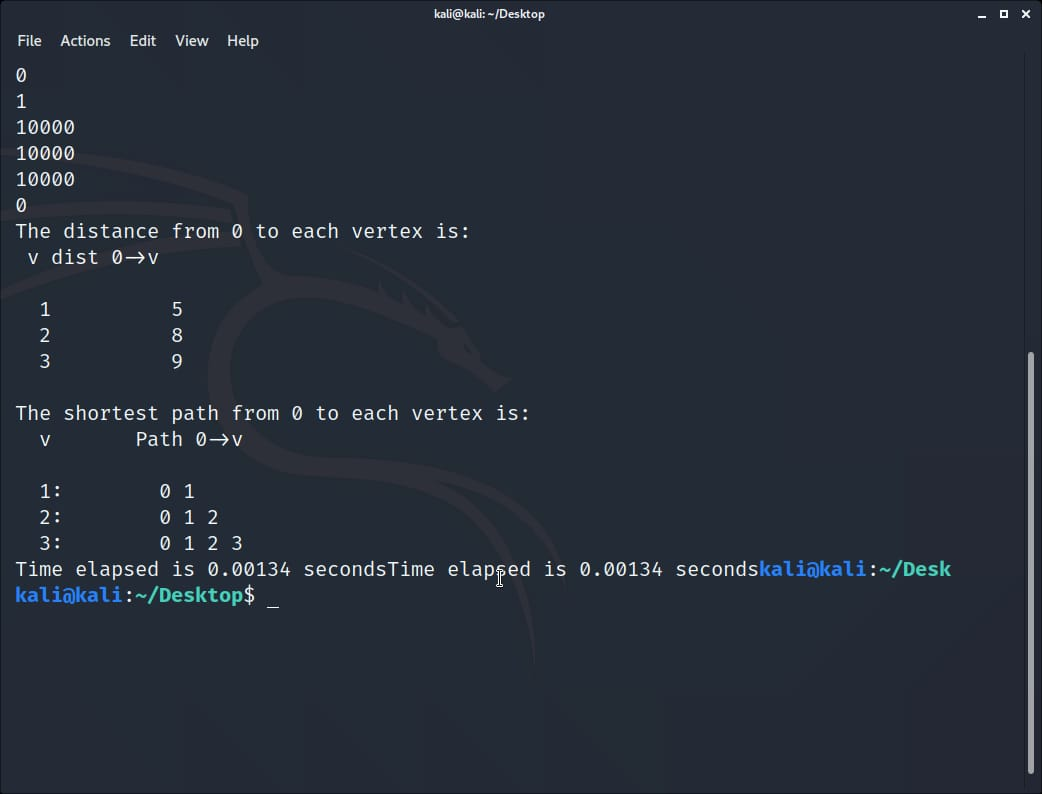 kali@kali: ~/Desktop
File Actions Edit View Help
0
1
10000
10000
10000
0
The distance from 0 to each vertex is:
v dist 0->v
1 5
2 8
3 9
The shortest path from 0 to each vertex is:
v Path 0->v
1: 0 1
2: 0 1 2
3: 0 1 2 3
Time elapsed is 0.00134 secondsTime elapsed is 0.00134 secondskali@kali:~/Desk
kali@kali:~/Desktop$ _